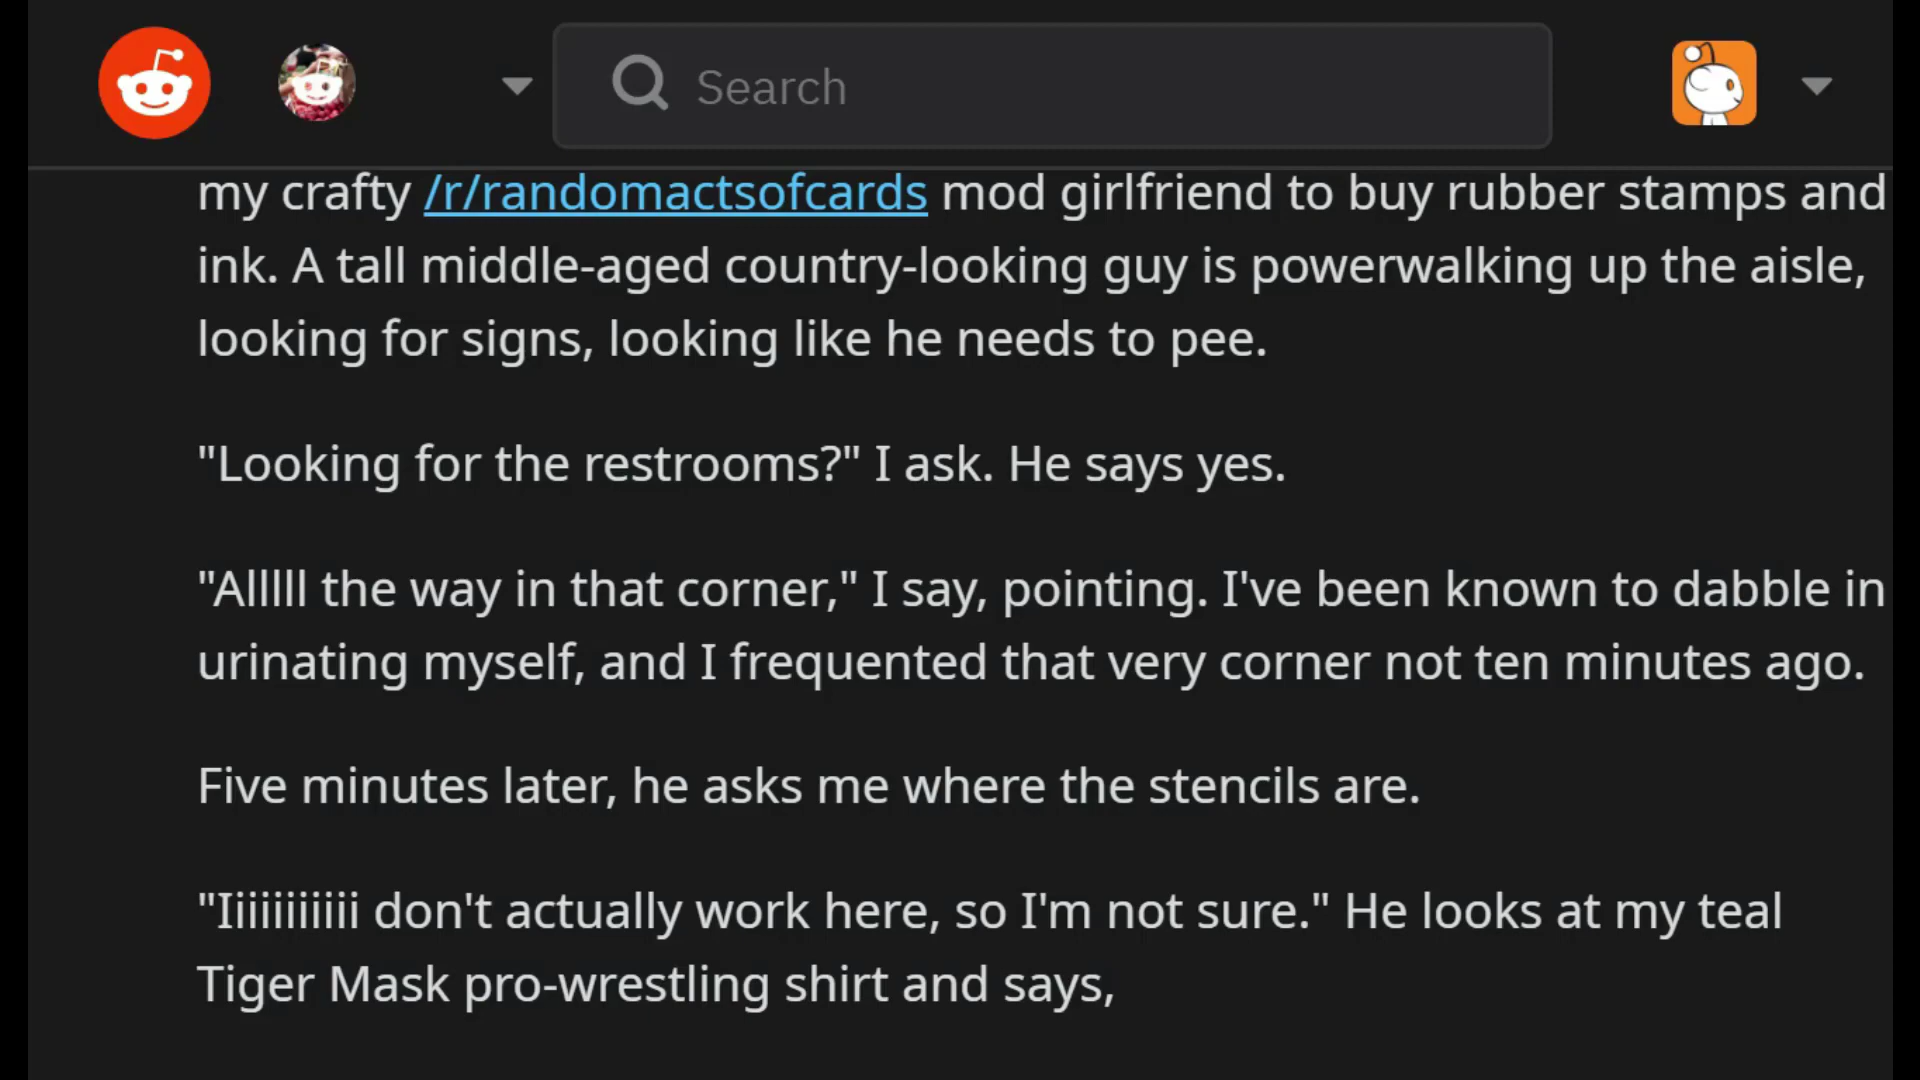 Search
my crafty /r/randomactsofcards mod girlfriend to buy rubber stamps and
ink. A tall middle-aged country-looking guy is powerwalking up the aisle,
looking for signs, looking like he needs to pee.
"Looking for the restrooms?" I ask. He says yes.
"Alllll the way in that corner," I say, pointing. I've been known to dabble in
urinating myself, and I frequented that very corner not ten minutes ago.
Five minutes later, he asks me where the stencils are.
"Iiiiiiiiiii don't actually work here, so I'm not sure." He looks at my teal
Tiger Mask pro-wrestling shirt and says,